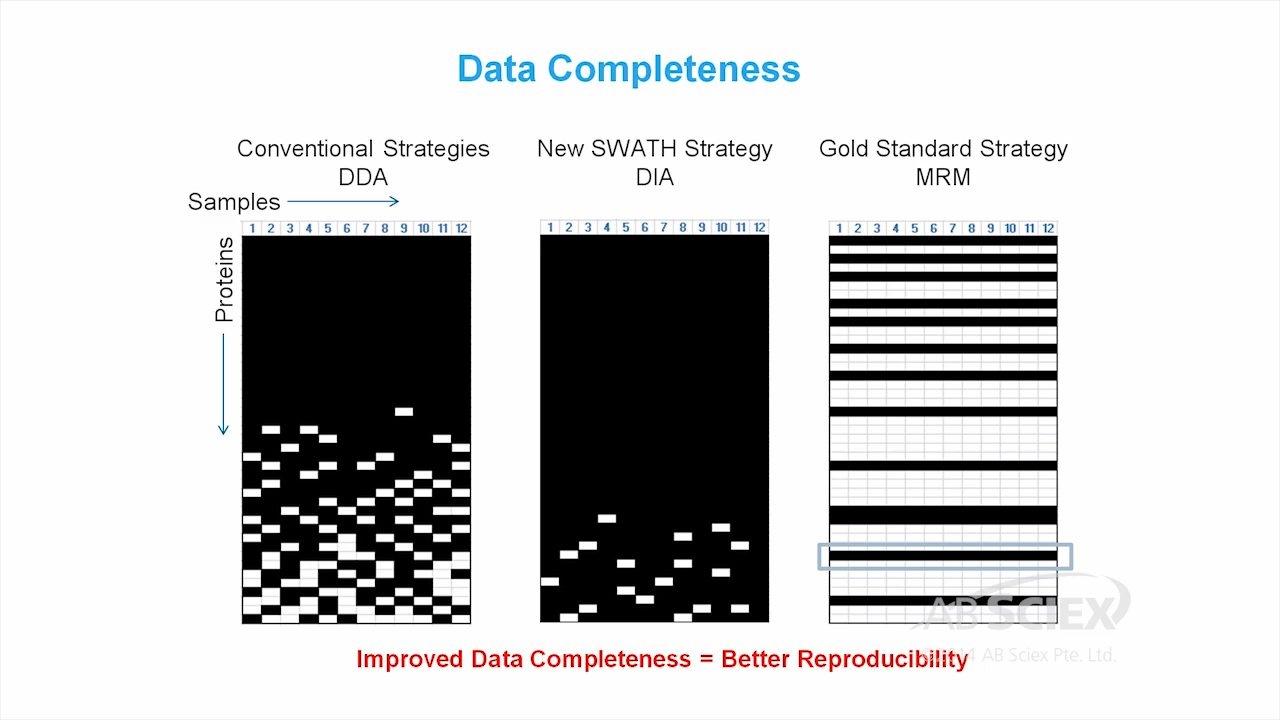 Data Completeness
Conventional Strategies
DDA
New SWATH Strategy
DIA
Gold Standard Strategy
MRM
Samples
Proteins
1 2 3 4 5 6 7 8 9 10 11 12
1 2 3 4 5 6 7 8 9 10 11 12
1 2 3 4 5 6 7 8 9 10 11 12
AB SCIEX
©2014 AB Sciex Pte. Ltd.
Improved Data Completeness = Better Reproducibility